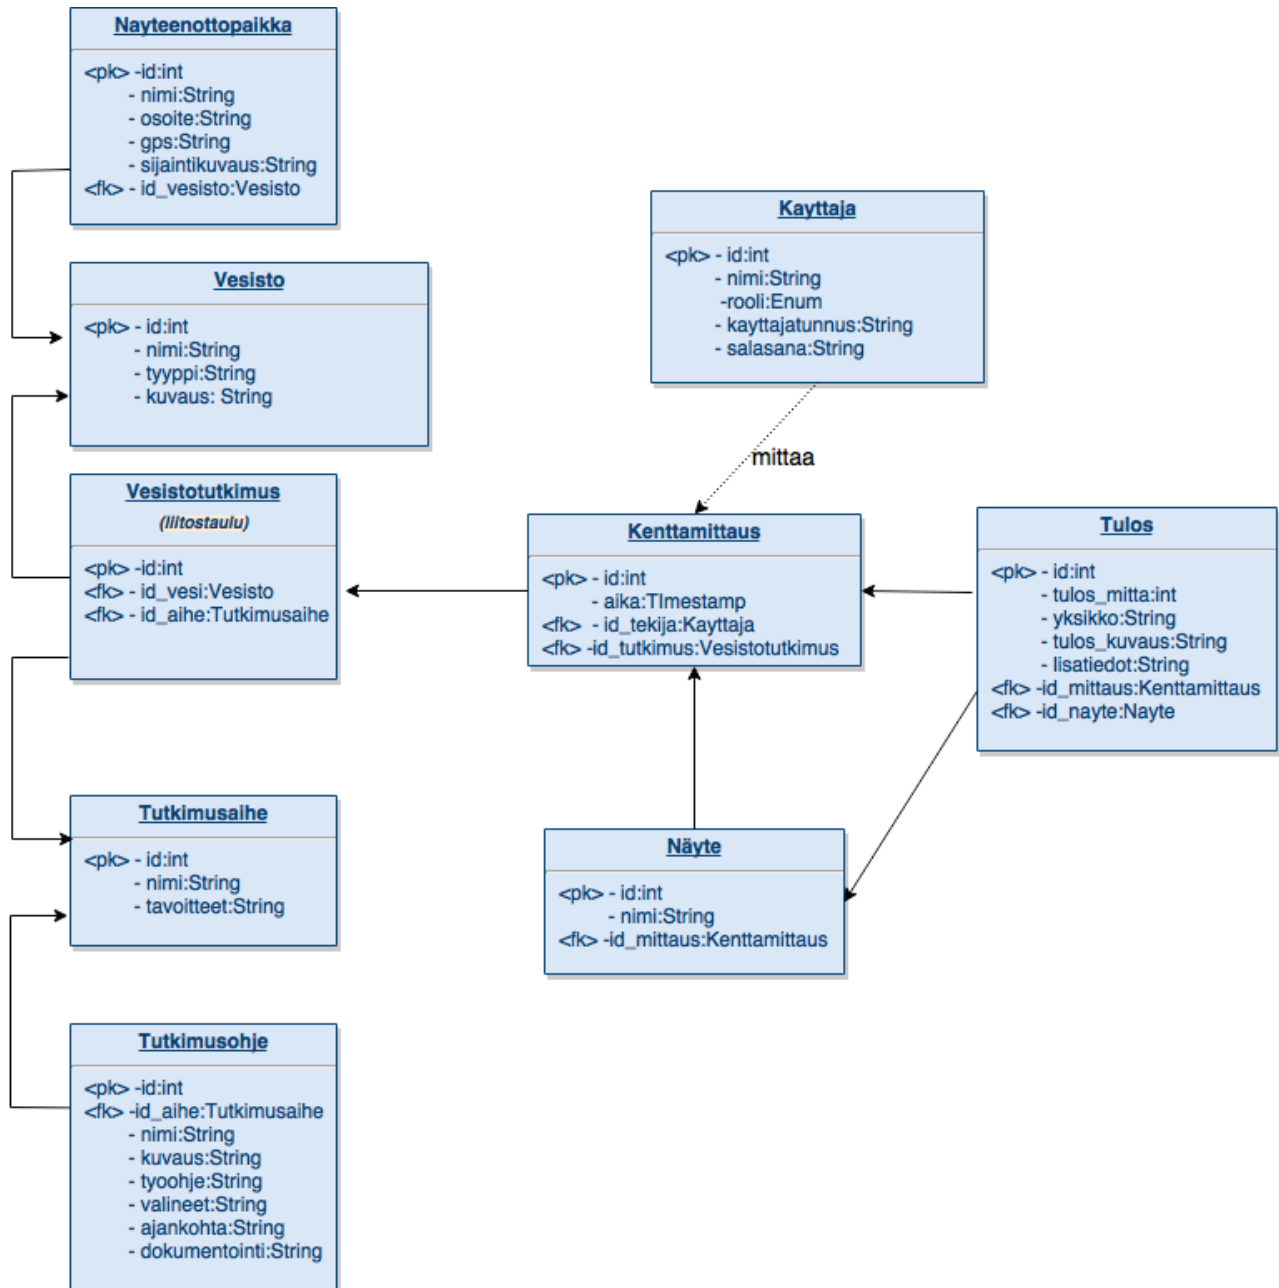 Nayteenottopaikka
<pk> -id:int
- nimi:String
- osoite:String
- gps:String
- sijaintikuvaus:String
<fk> - id_vesisto:Vesisto
Vesisto
<pk> - id:int
- nimi:String
- tyyppi:String
- kuvaus: String
Vesistotutkimus
(liitostaulu)
<pk> -id:int
<fk> - id_vesi:Vesisto
<fk> - id_aihe:Tutkimusaihe
Tutkimusaihe
<pk> - id:int
- nimi:String
- tavoitteet:String
Tutkimusohje
<pk> -id:int
<fk> -id_aihe:Tutkimusaihe
- nimi:String
- kuvaus:String
- tyoohje:String
- valineet:String
- ajankohta:String
- dokumentointi:String
Kayttaja
<pk> - id:int
- nimi:String
-rooli:Enum
- kayttajatunnus:String
- salasana:String
mittaa
Kenttamittaus
<pk> - id:int
- aika:TImestamp
<fk> - id_tekija:Kayttaja
<fk> -id_tutkimus:Vesistotutkimus
Näyte
<pk> - id:int
- nimi:String
<fk> -id_mittaus:Kenttamittaus
Tulos
<pk> - id:int
- tulos_mitta:int
- yksikko:String
- tulos_kuvaus:String
- lisatiedot:String
<fk> -id_mittaus:Kenttamittaus
<fk> -id_nayte:Nayte